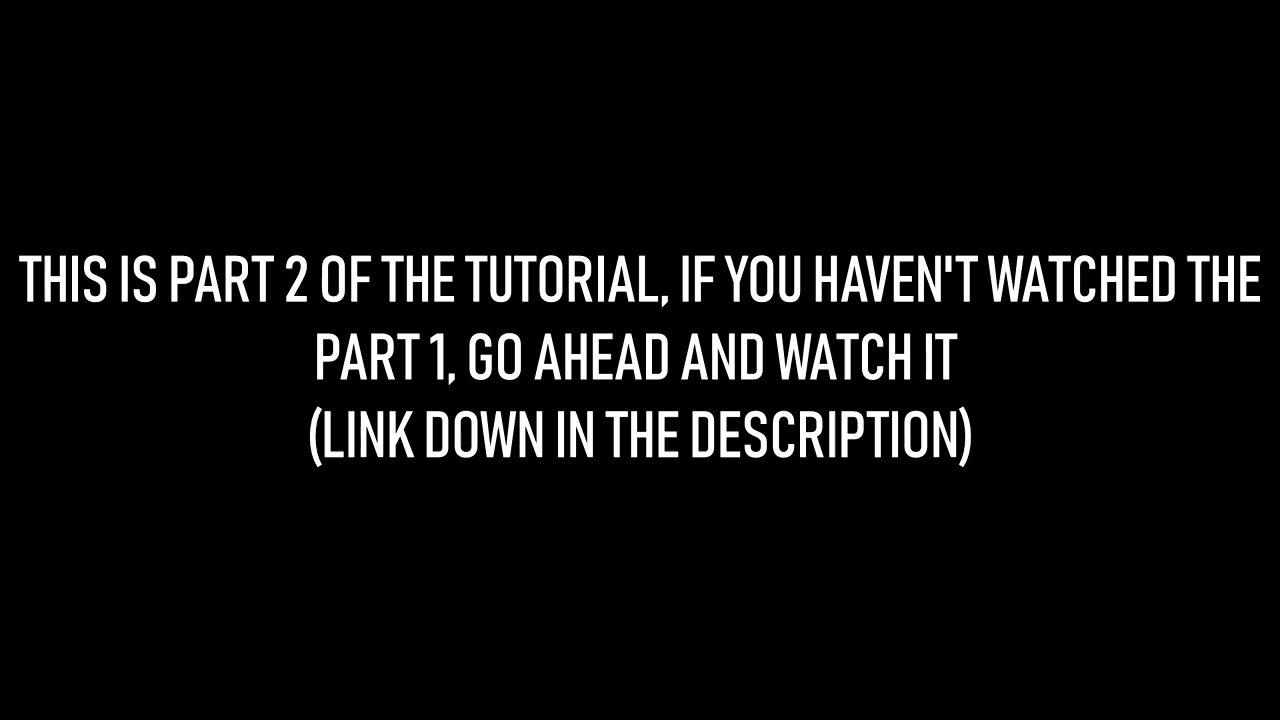 THIS IS PART 2 OF THE TUTORIAL, IF YOU HAVEN'T WATCHED THE
PART 1, GO AHEAD AND WATCH IT
(LINK DOWN IN THE DESCRIPTION)